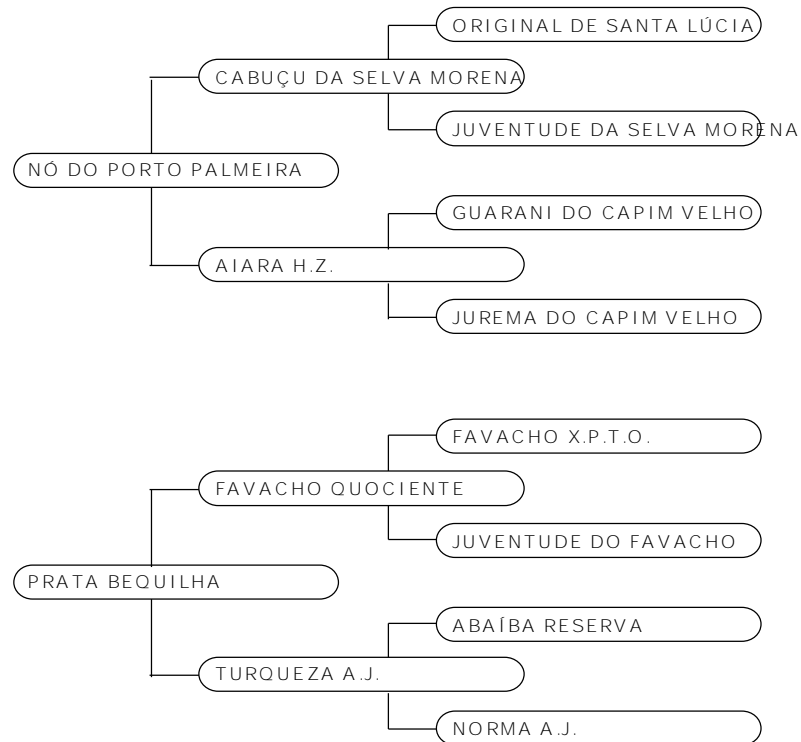 ORIGINAL DE SANTA LÚCIA
CABUÇU DA SELVA MORENA
JUVENTUDE DA SELVA MORENA
NÓ DO PORTO PALMEIRA
GUARANI DO CAPIM VELHO
AIARA H.Z.
JUREMA DO CAPIM VELHO
FAVACHO X.P.T.O.
FAVACHO QUOCIENTE
JUVENTUDE DO FAVACHO
PRATA BEQUILHA
ABAÍBA RESERVA
TURQUEZA A.J.
NORMA A.J.